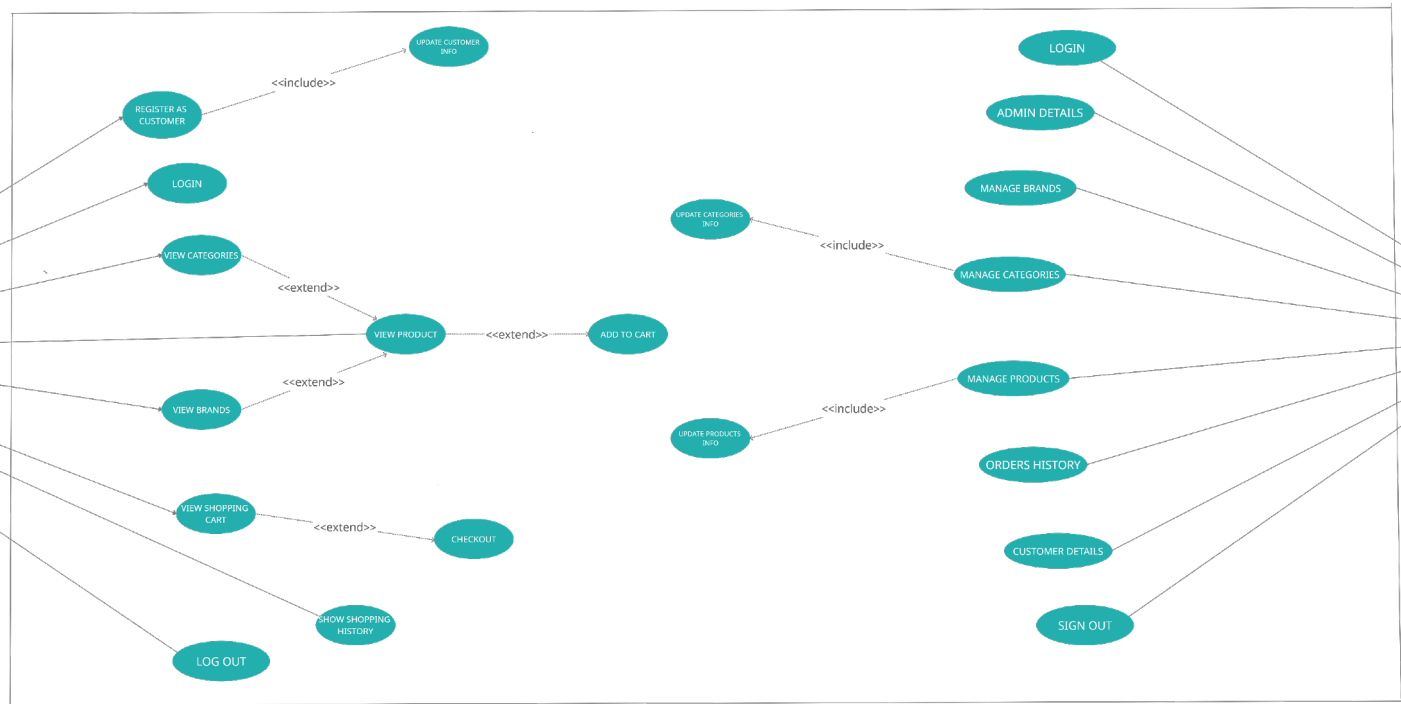 UPDATE CUSTOMER
INFO
<<include>>
REGISTER AS
CUSTOMER
LOGIN
VIEW CATEGORIES
<<extend>>
VIEW PRODUCT
<<extend>>
ADD TO CART
<<extend>>
VIEW BRANDS
VIEW SHOPPING
CART
<<extend>>
CHECKOUT
SHOW SHOPPING
HISTORY
LOG OUT
LOGIN
ADMIN DETAILS
MANAGE BRANDS
UPDATE CATEGORIES
INFO
<<include>>
MANAGE CATEGORIES
MANAGE PRODUCTS
<<include>>
UPDATE PRODUCTS
INFO
ORDERS HISTORY
CUSTOMER DETAILS
SIGN OUT